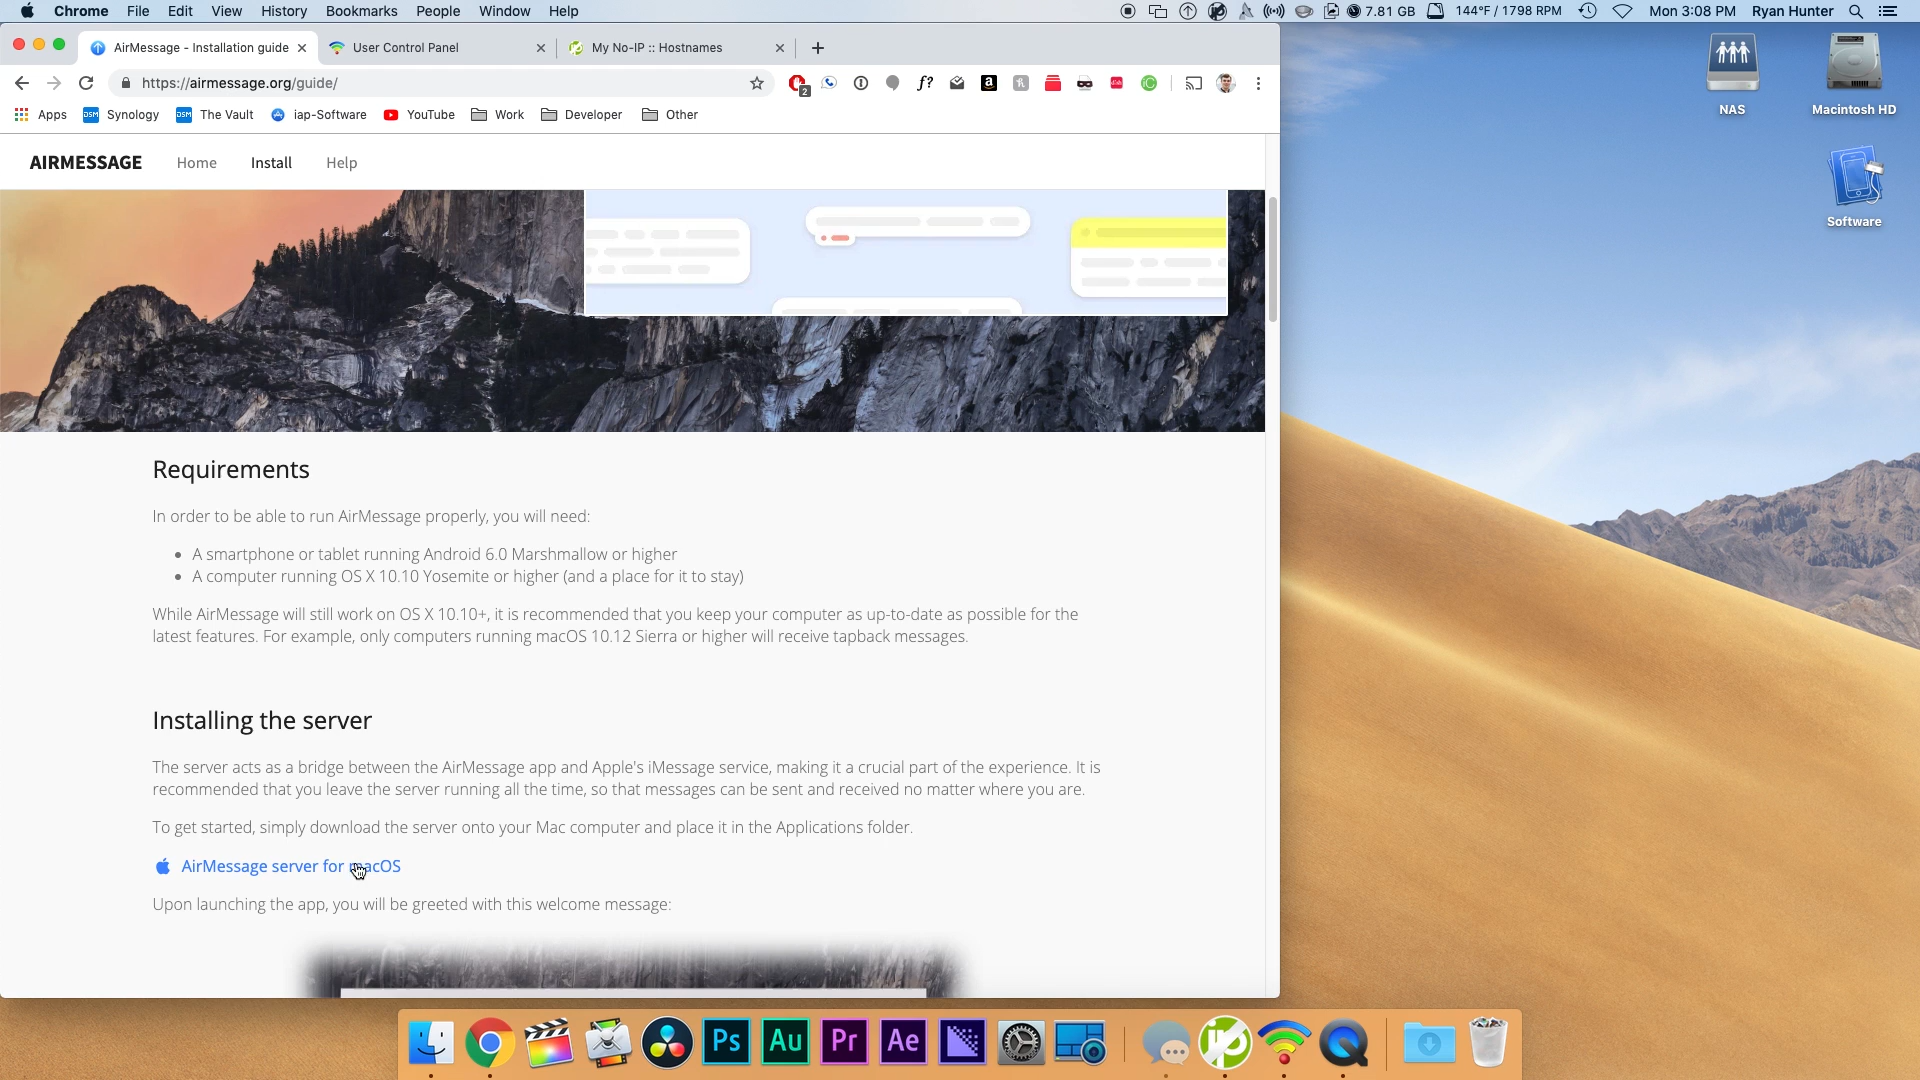 Chrome File Edit View History Bookmarks People Window Help 7.81 GB 144°F / 1798 RPM Mon 3:08 PM Ryan Hunter
AirMessage - Installation guide User Control Panel My No-IP :: Hostnames
https://airmessage.org/guide/ 2 f?
Apps DSM Synology DSM The Vault iap-Software YouTube Work Developer Other
AIRMESSAGE Home Install Help
NAS Macintosh HD
Software
Requirements
In order to be able to run AirMessage properly, you will need:
A smartphone or tablet running Android 6.0 Marshmallow or higher
A computer running OS X 10.10 Yosemite or higher (and a place for it to stay)
While AirMessage will still work on OS X 10.10+, it is recommended that you keep your computer as up-to-date as possible for the
latest features. For example, only computers running macOS 10.12 Sierra or higher will receive tapback messages.
Installing the server
The server acts as a bridge between the AirMessage app and Apple's iMessage service, making it a crucial part of the experience. It is
recommended that you leave the server running all the time, so that messages can be sent and received no matter where you are.
To get started, simply download the server onto your Mac computer and place it in the Applications folder.
AirMessage server for macOS
Upon launching the app, you will be greeted with this welcome message:
Ps Au Pr Ae ip